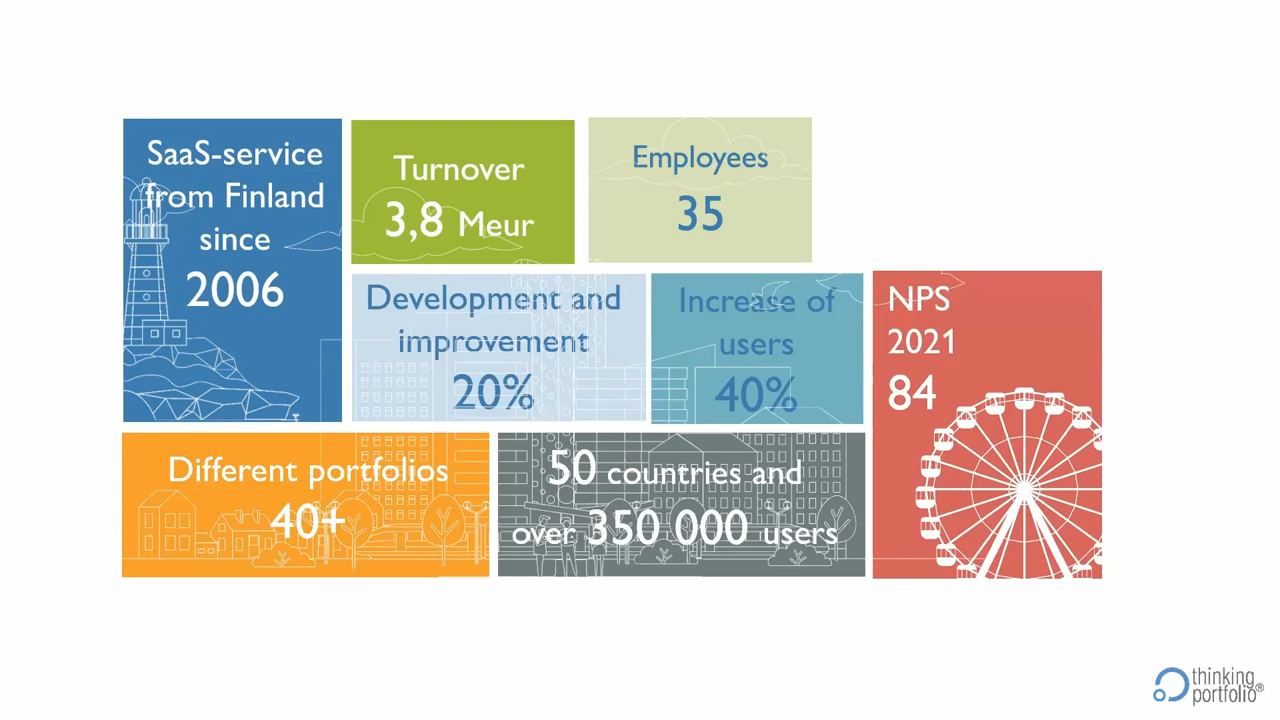 SaaS-service
from Finland
since
2006
Turnover
3,8 Meur
Employees
35
Development and
improvement
20%
Increase of
users
40%
NPS
2021
84
Different portfolios
40+
50 countries and
over 350 000 users
thinking
portfolio®